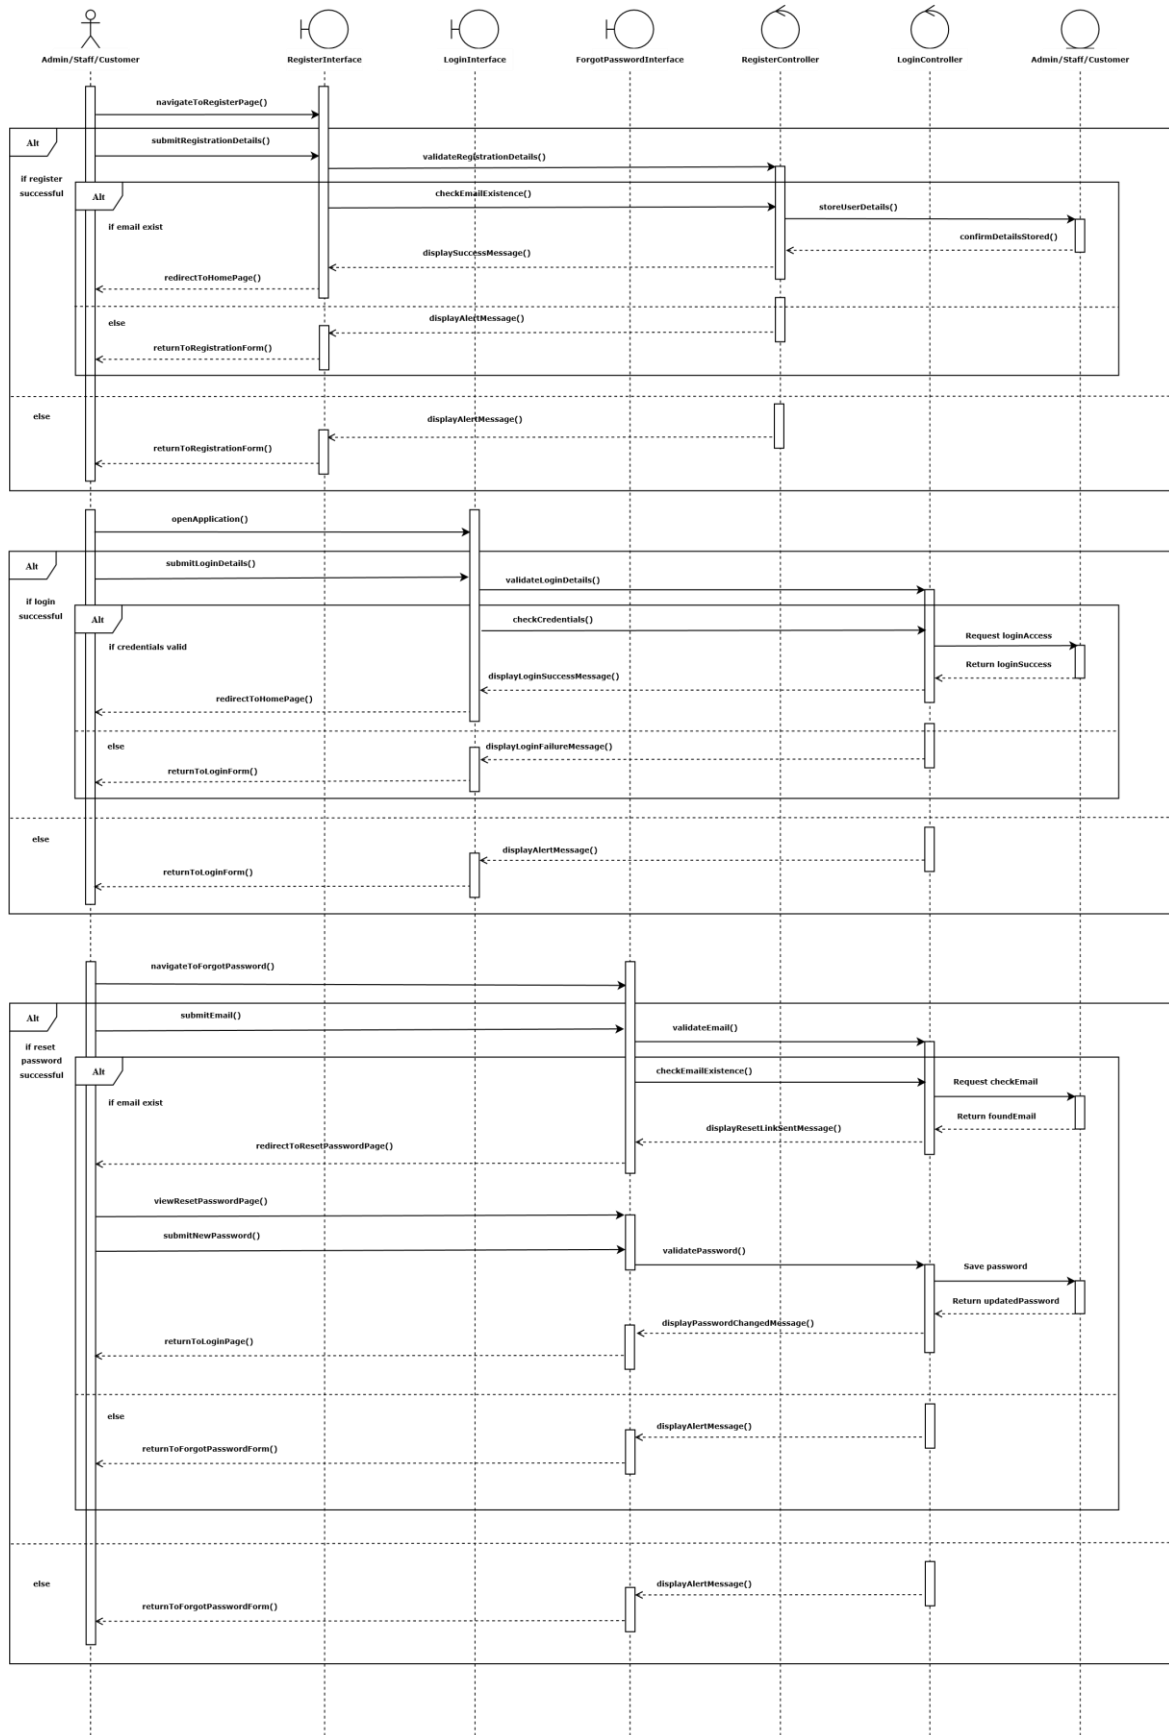 Admin/Staff/Customer RegisterInterface LoginInterface ForgotPasswordInterface RegisterController LoginController Admin/Staff/Customer
navigateToRegisterPage()
Alt
submitRegistrationDetails()
validateRegistrationDetails()
if register
successful
Alt
checkEmailExistence()
storeUserDetails()
if email exist
confirmDetailsStored()
displaySuccessMessage()
redirectToHomePage()
else
displayAlertMessage()
returnToRegistrationForm()
else
displayAlertMessage()
returnToRegistrationForm()
openApplication()
Alt
submitLoginDetails()
validateLoginDetails()
if login
successful
Alt
checkCredentials()
Request loginAccess
if credentials valid
Return loginSuccess
displayLoginSuccessMessage()
redirectToHomePage()
else
displayLoginFailureMessage()
returnToLoginForm()
else
displayAlertMessage()
returnToLoginForm()
navigateToForgotPassword()
Alt
submitEmail()
validateEmail()
if reset
password
successful
Alt
checkEmailExistence()
Request checkEmail
if email exist
Return foundEmail
displayResetLinkSentMessage()
redirectToResetPasswordPage()
viewResetPasswordPage()
submitNewPassword()
validatePassword()
Save password
Return updatedPassword
displayPasswordChangedMessage()
returnToLoginPage()
else
displayAlertMessage()
returnToForgotPasswordForm()
else
displayAlertMessage()
returnToForgotPasswordForm()